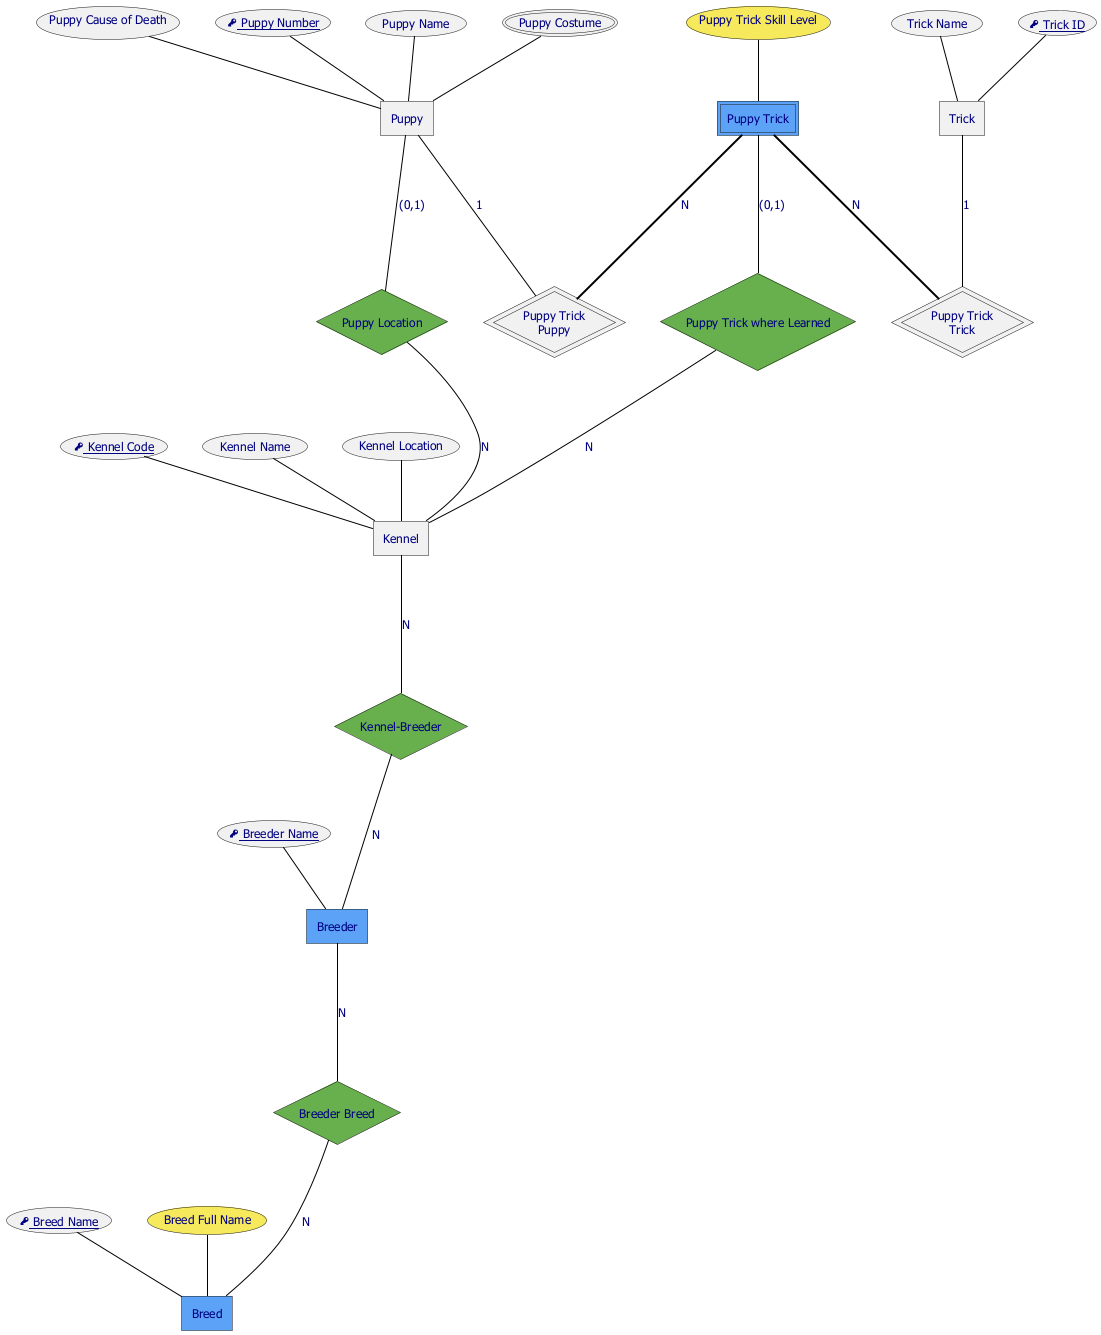 Puppy Cause of Death
Puppy Number
Puppy Name
Puppy Costume
Puppy Trick Skill Level
Trick Name
Trick ID
Puppy
Puppy Trick
Trick
(0,1)
1
N
(0,1)
N
1
Puppy Location
Puppy Trick
Puppy
Puppy Trick where Learned
Puppy Trick
Trick
Kennel Code
Kennel Name
Kennel Location
N
N
Kennel
N
Kennel-Breeder
Breeder Name
N
Breeder
N
Breeder Breed
Breed Name
Breed Full Name
N
Breed